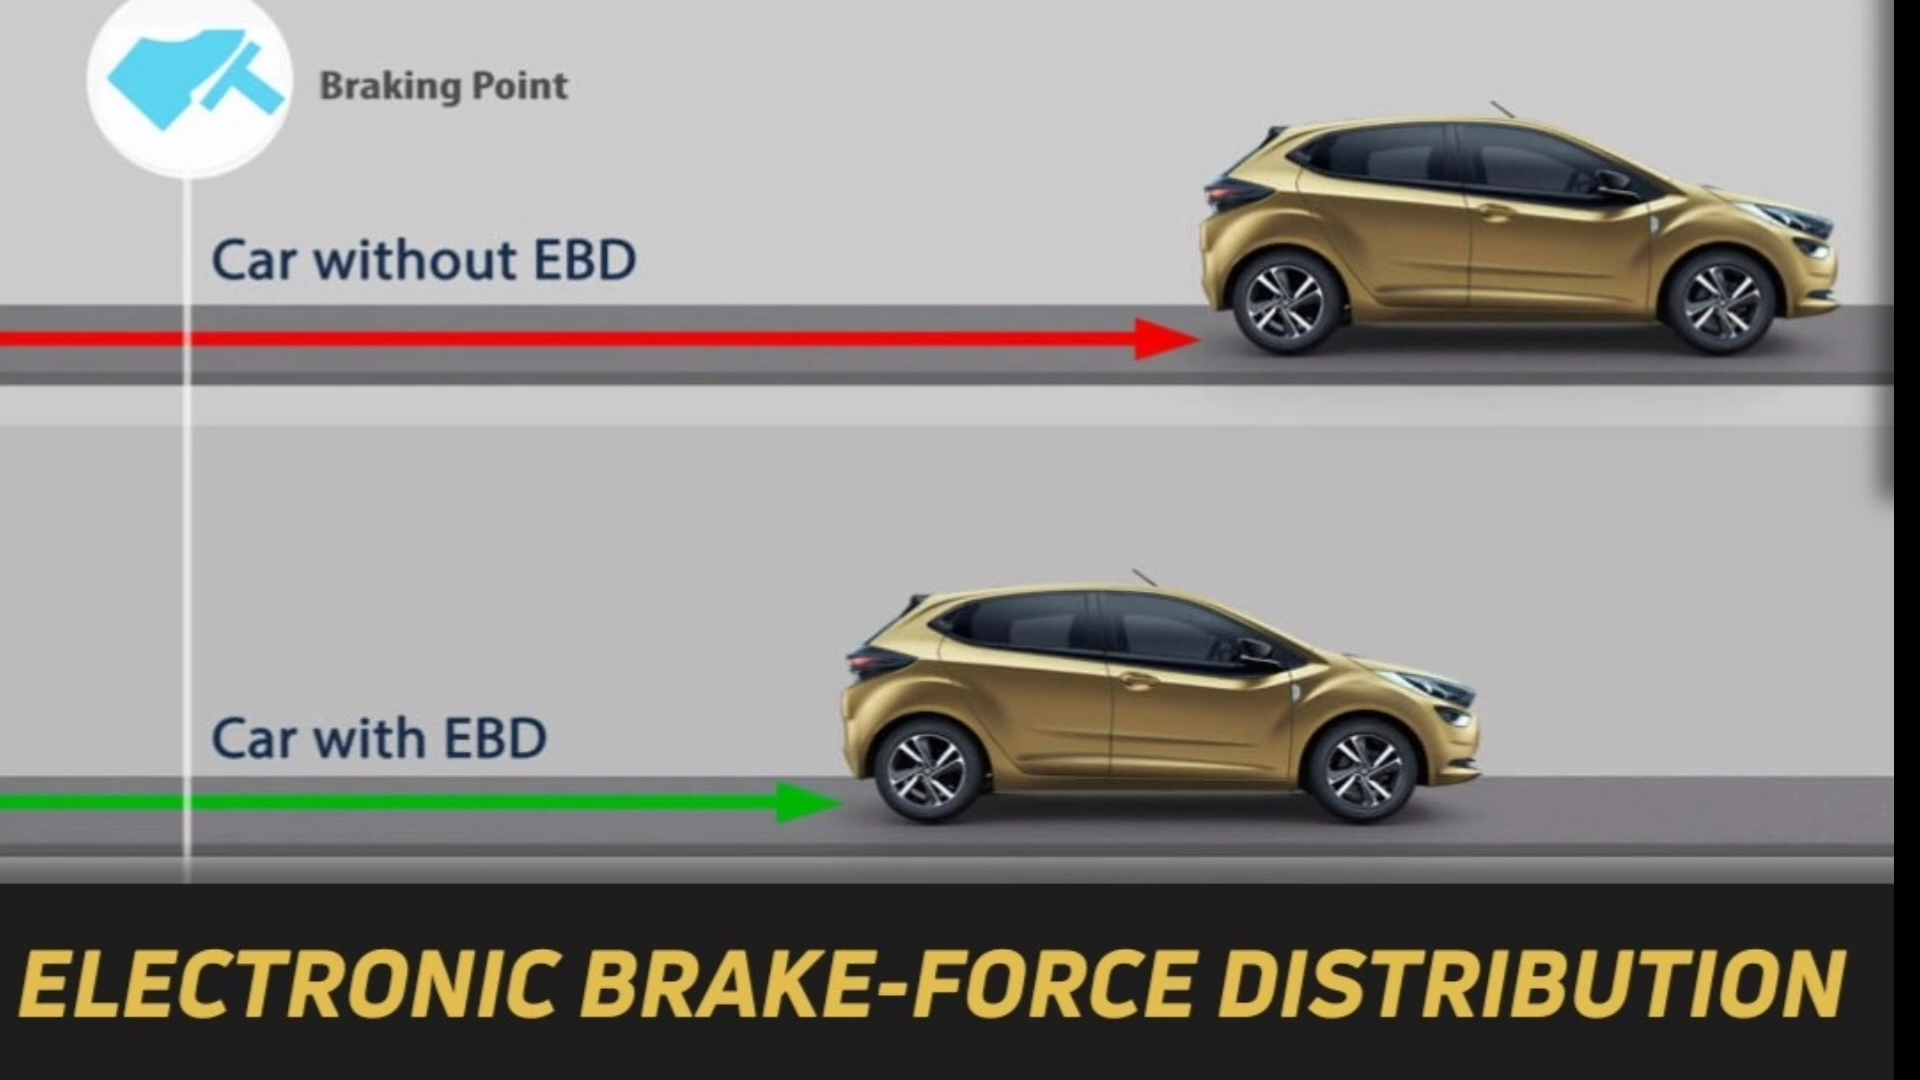 Braking Point
Car without EBD
Car with EBD
ELECTRONIC BRAKE-FORCE DISTRIBUTION